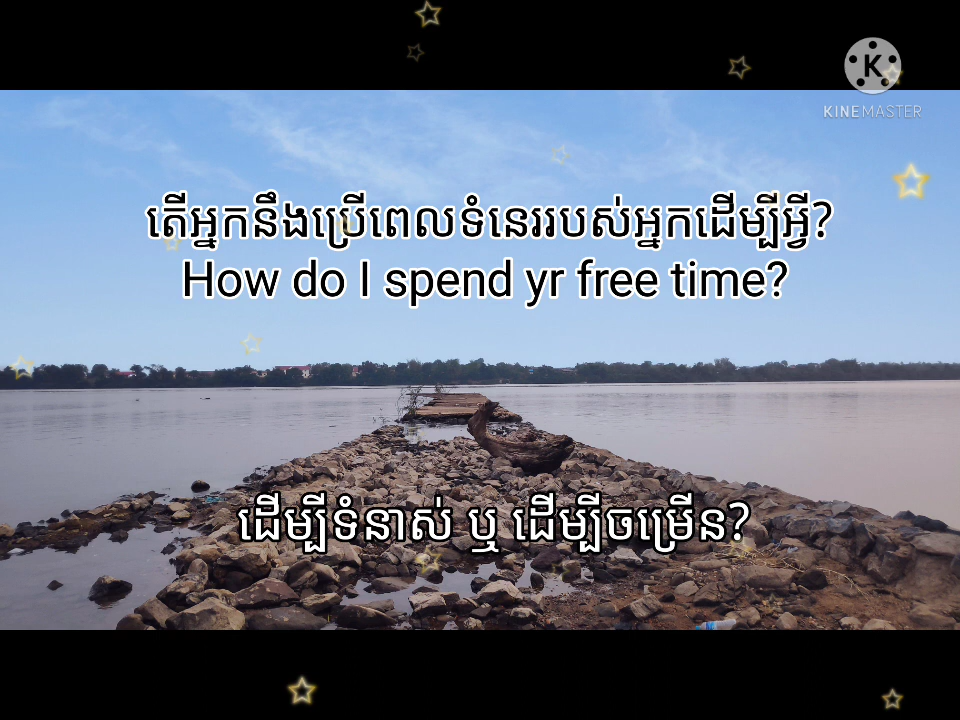 KINEMASTER
តើអ្នកនឹងប្រើពេលទំនេររបស់អ្នកដើម្បីអ្វី?
How do I spend yr free time?
ដើម្បីទំនាស់ ឬ ដើម្បីចម្រើន?